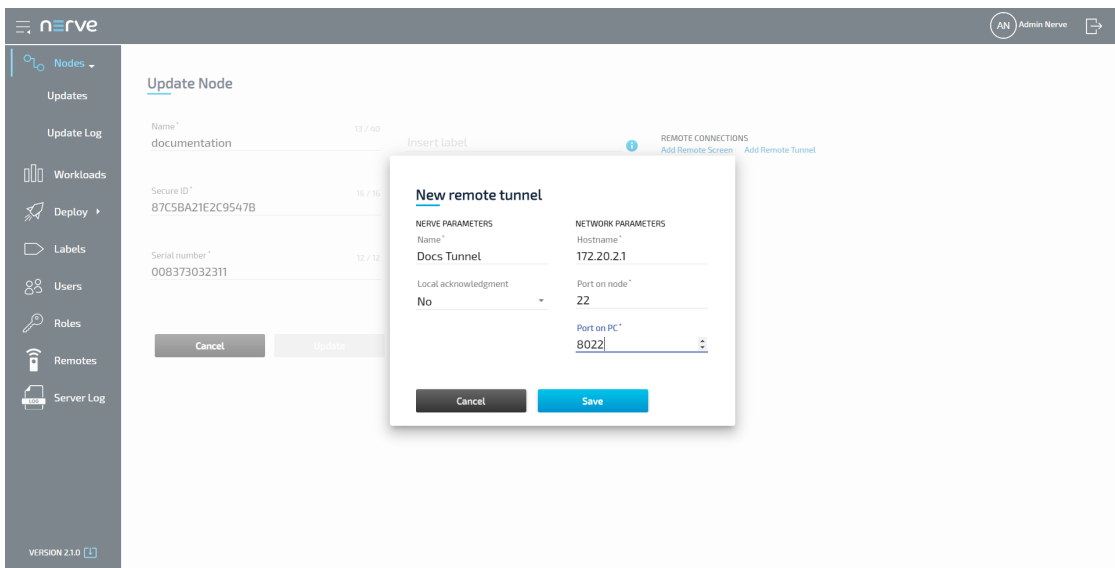 nerve
AN Admin Nerve
Nodes
Updates
Update Log
Workloads
Deploy
Labels
Users
Roles
Remotes
LOG Server Log
VERSION 2.1.0
Update Node
Name*
13 / 40
documentation
Insert label
REMOTE CONNECTIONS
Add Remote Screen Add Remote Tunnel
Secure ID*
16 / 16
87C5BA21E2C9547B
Serial number*
12 / 12
008373032311
Cancel
Update
New remote tunnel
NERVE PARAMETERS
Name*
Docs Tunnel
Local acknowledgment
No
NETWORK PARAMETERS
Hostname*
172.20.2.1
Port on node*
22
Port on PC*
8022
Cancel
Save